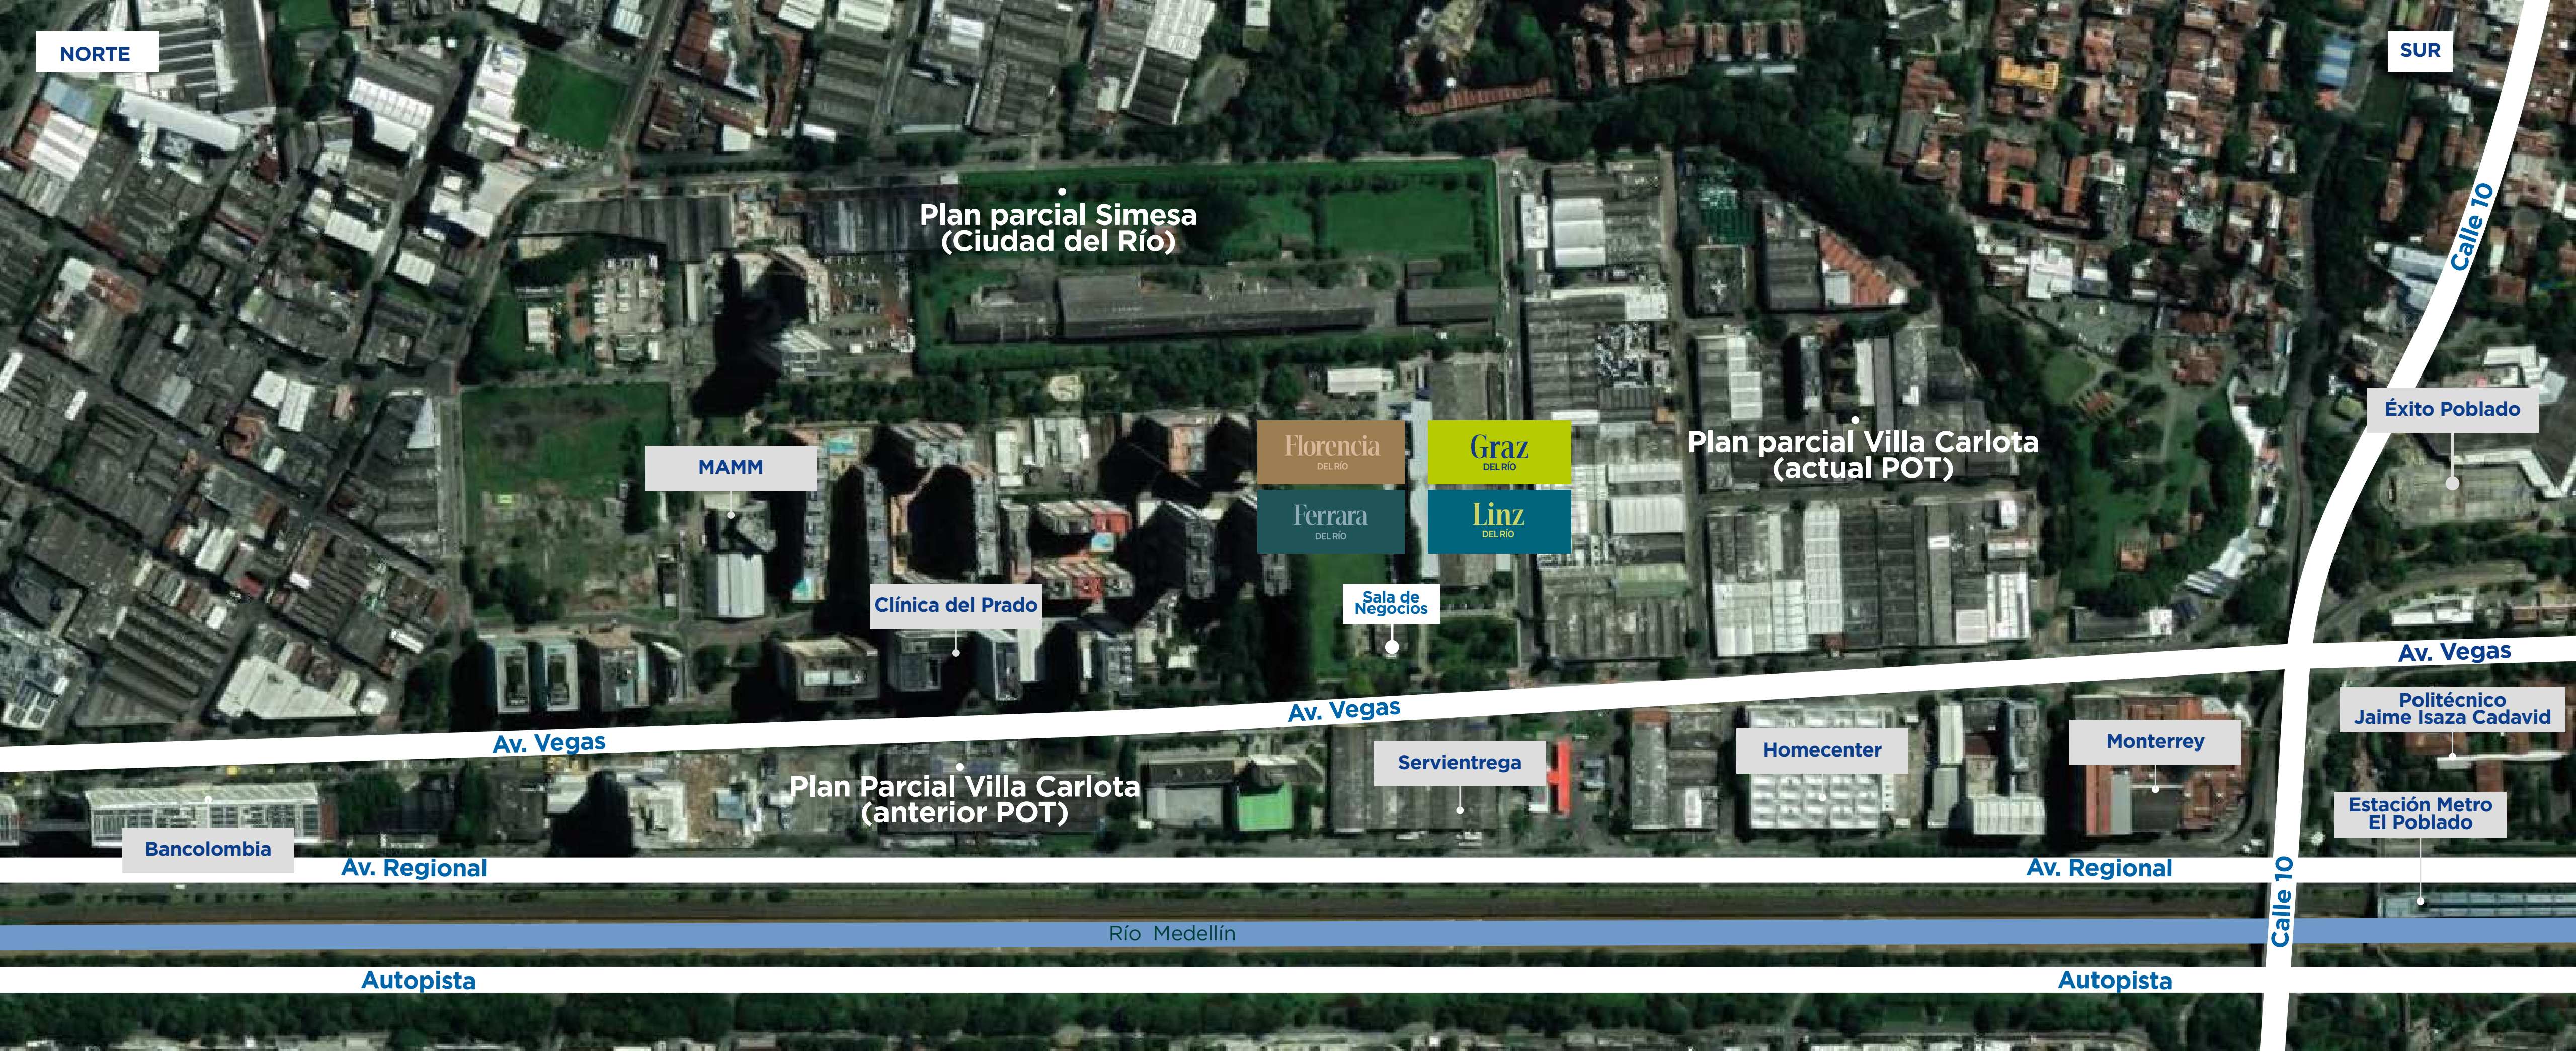 NORTE
SUR
Calle 10
Plan parcial Simesa
(Ciudad del Río)
Éxito Poblado
Florencia
DEL RÍO
Graz
DEL RÍO
Plan parcial Villa Carlota
(actual POT)
MAMM
Ferrara
DEL RÍO
Linz
DEL RÍO
Clínica del Prado
Sala de
Negocios
Av. Vegas
Av. Vegas
Av. Vegas
Politécnico
Jaime Isaza Cadavid
Monterrey
Homecenter
Servientrega
Plan Parcial Villa Carlota
(anterior POT)
Estación Metro
El Poblado
Bancolombia
Av. Regional
Av. Regional
Calle 10
Río Medellín
Autopista
Autopista